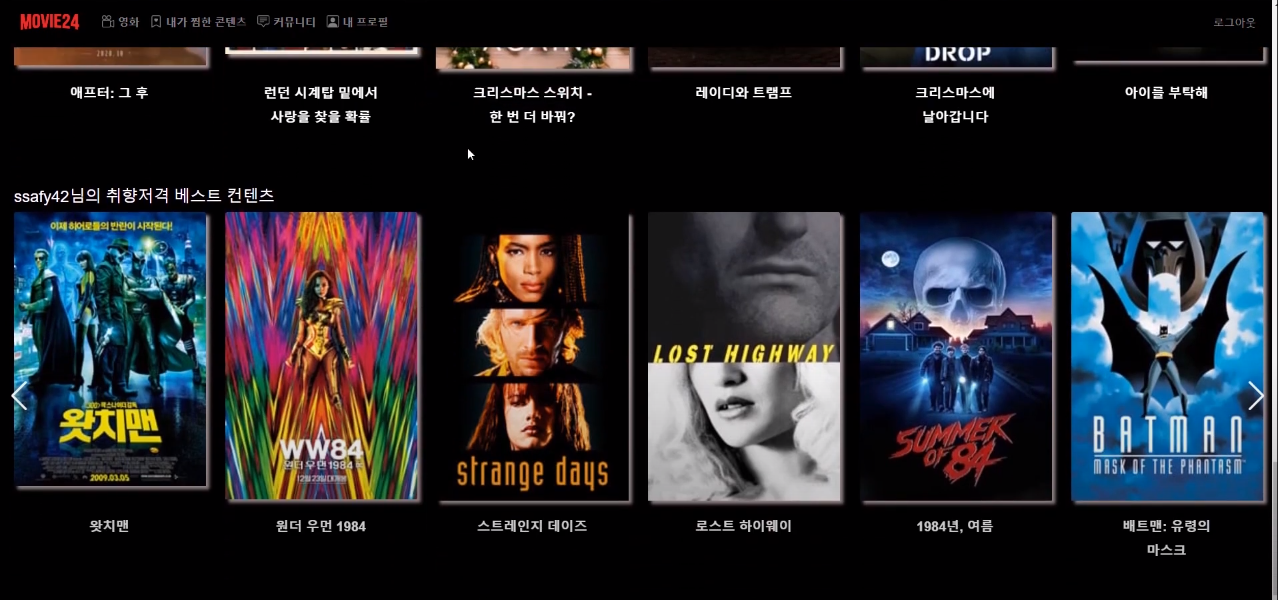 MOVIE24 영화 내가 찜한 콘텐츠 커뮤니티 내 프로필 로그아웃
2020.10
AGAIN
DROP
애프터: 그 후
런던 시계탑 밑에서
사랑을 찾을 확률
크리스마스 스위치 -
한 번 더 바꿔?
레이디와 트램프
크리스마스에
날아갑니다
아이를 부탁해
ssafy42님의 취향저격 베스트 컨텐츠
이제 히어로들의 반란이 시작된다!
왓치맨
2009.03.05
WW84
원더 우먼 1984
12월 23일 대개봉
strange days
LOST HIGHWAY
SUMMER
OF 84
BATMAN
MASK OF THE PHANTASM
왓치맨
원더 우먼 1984
스트레인지 데이즈
로스트 하이웨이
1984년, 여름
배트맨: 유령의
마스크